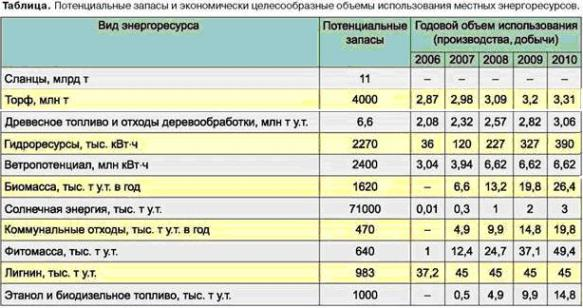 Таблица. Потенциальные запасы и экономически целесообразные объемы использования местных энергоресурсов.
Вид энергоресурса Потенциальные запасы Годовой объем использования (производства, добычи)
2006 2007 2008 2009 2010
Сланцы, млрд т 11 – – – – –
Торф, млн т 4000 2,87 2,98 3,09 3,2 3,31
Древесное топливо и отходы деревообработки, млн т у.т. 6,6 2,08 2,32 2,57 2,82 3,06
Гидроресурсы, тыс. кВт·ч 2270 36 120 227 327 390
Ветропотенциал, млн кВт·ч 2400 3,04 3,94 6,62 6,62 6,62
Биомасса, тыс. т у.т. в год 1620 – 6,6 13,2 19,8 26,4
Солнечная энергия, тыс. т у.т. 71000 0,01 0,3 1 2 3
Коммунальные отходы, тыс. т у.т. в год 470 – 4,9 9,9 14,8 19,8
Фитомасса, тыс. т у.т. 640 1 12,4 24,7 37,1 49,4
Лигнин, тыс. т у.т. 983 37,2 45 45 45 45
Этанол и биодизельное топливо, тыс. т у.т. 1000 – 0,5 4,9 9,9 14,8